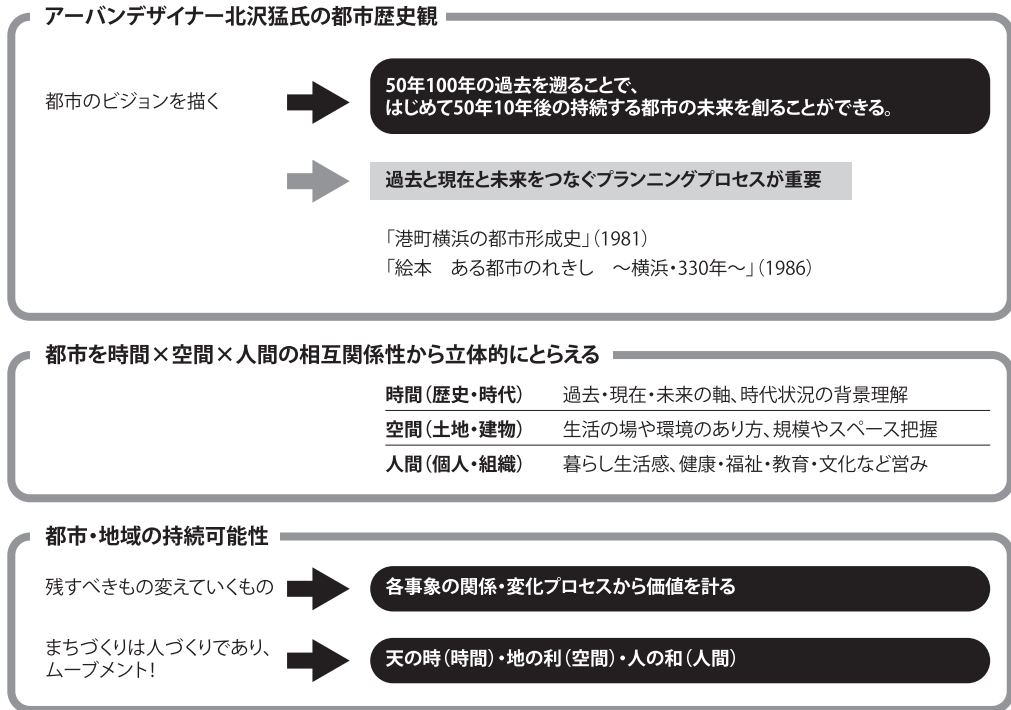 アーバンデザイナー北沢猛氏の都市歴史観
都市のビジョンを描く
50年100年の過去を遡ることで、
はじめて50年10年後の持続する都市の未来を創ることができる。
過去と現在と未来をつなぐプランニングプロセスが重要
「港町横浜の都市形成史」(1981)
「絵本　ある都市のれきし　〜横浜・330年〜」(1986)
都市を時間×空間×人間の相互関係性から立体的にとらえる
時間(歴史・時代)　過去・現在・未来の軸、時代状況の背景理解
空間(土地・建物)　生活の場や環境のあり方、規模やスペース把握
人間(個人・組織)　暮らし生活感、健康・福祉・教育・文化など営み
都市・地域の持続可能性
残すべきもの変えていくもの
各事象の関係・変化プロセスから価値を計る
まちづくりは人づくりであり、
ムーブメント!
天の時(時間)・地の利(空間)・人の和(人間)